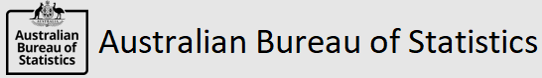 Australian
Bureau of
Statistics
Australian Bureau of Statistics